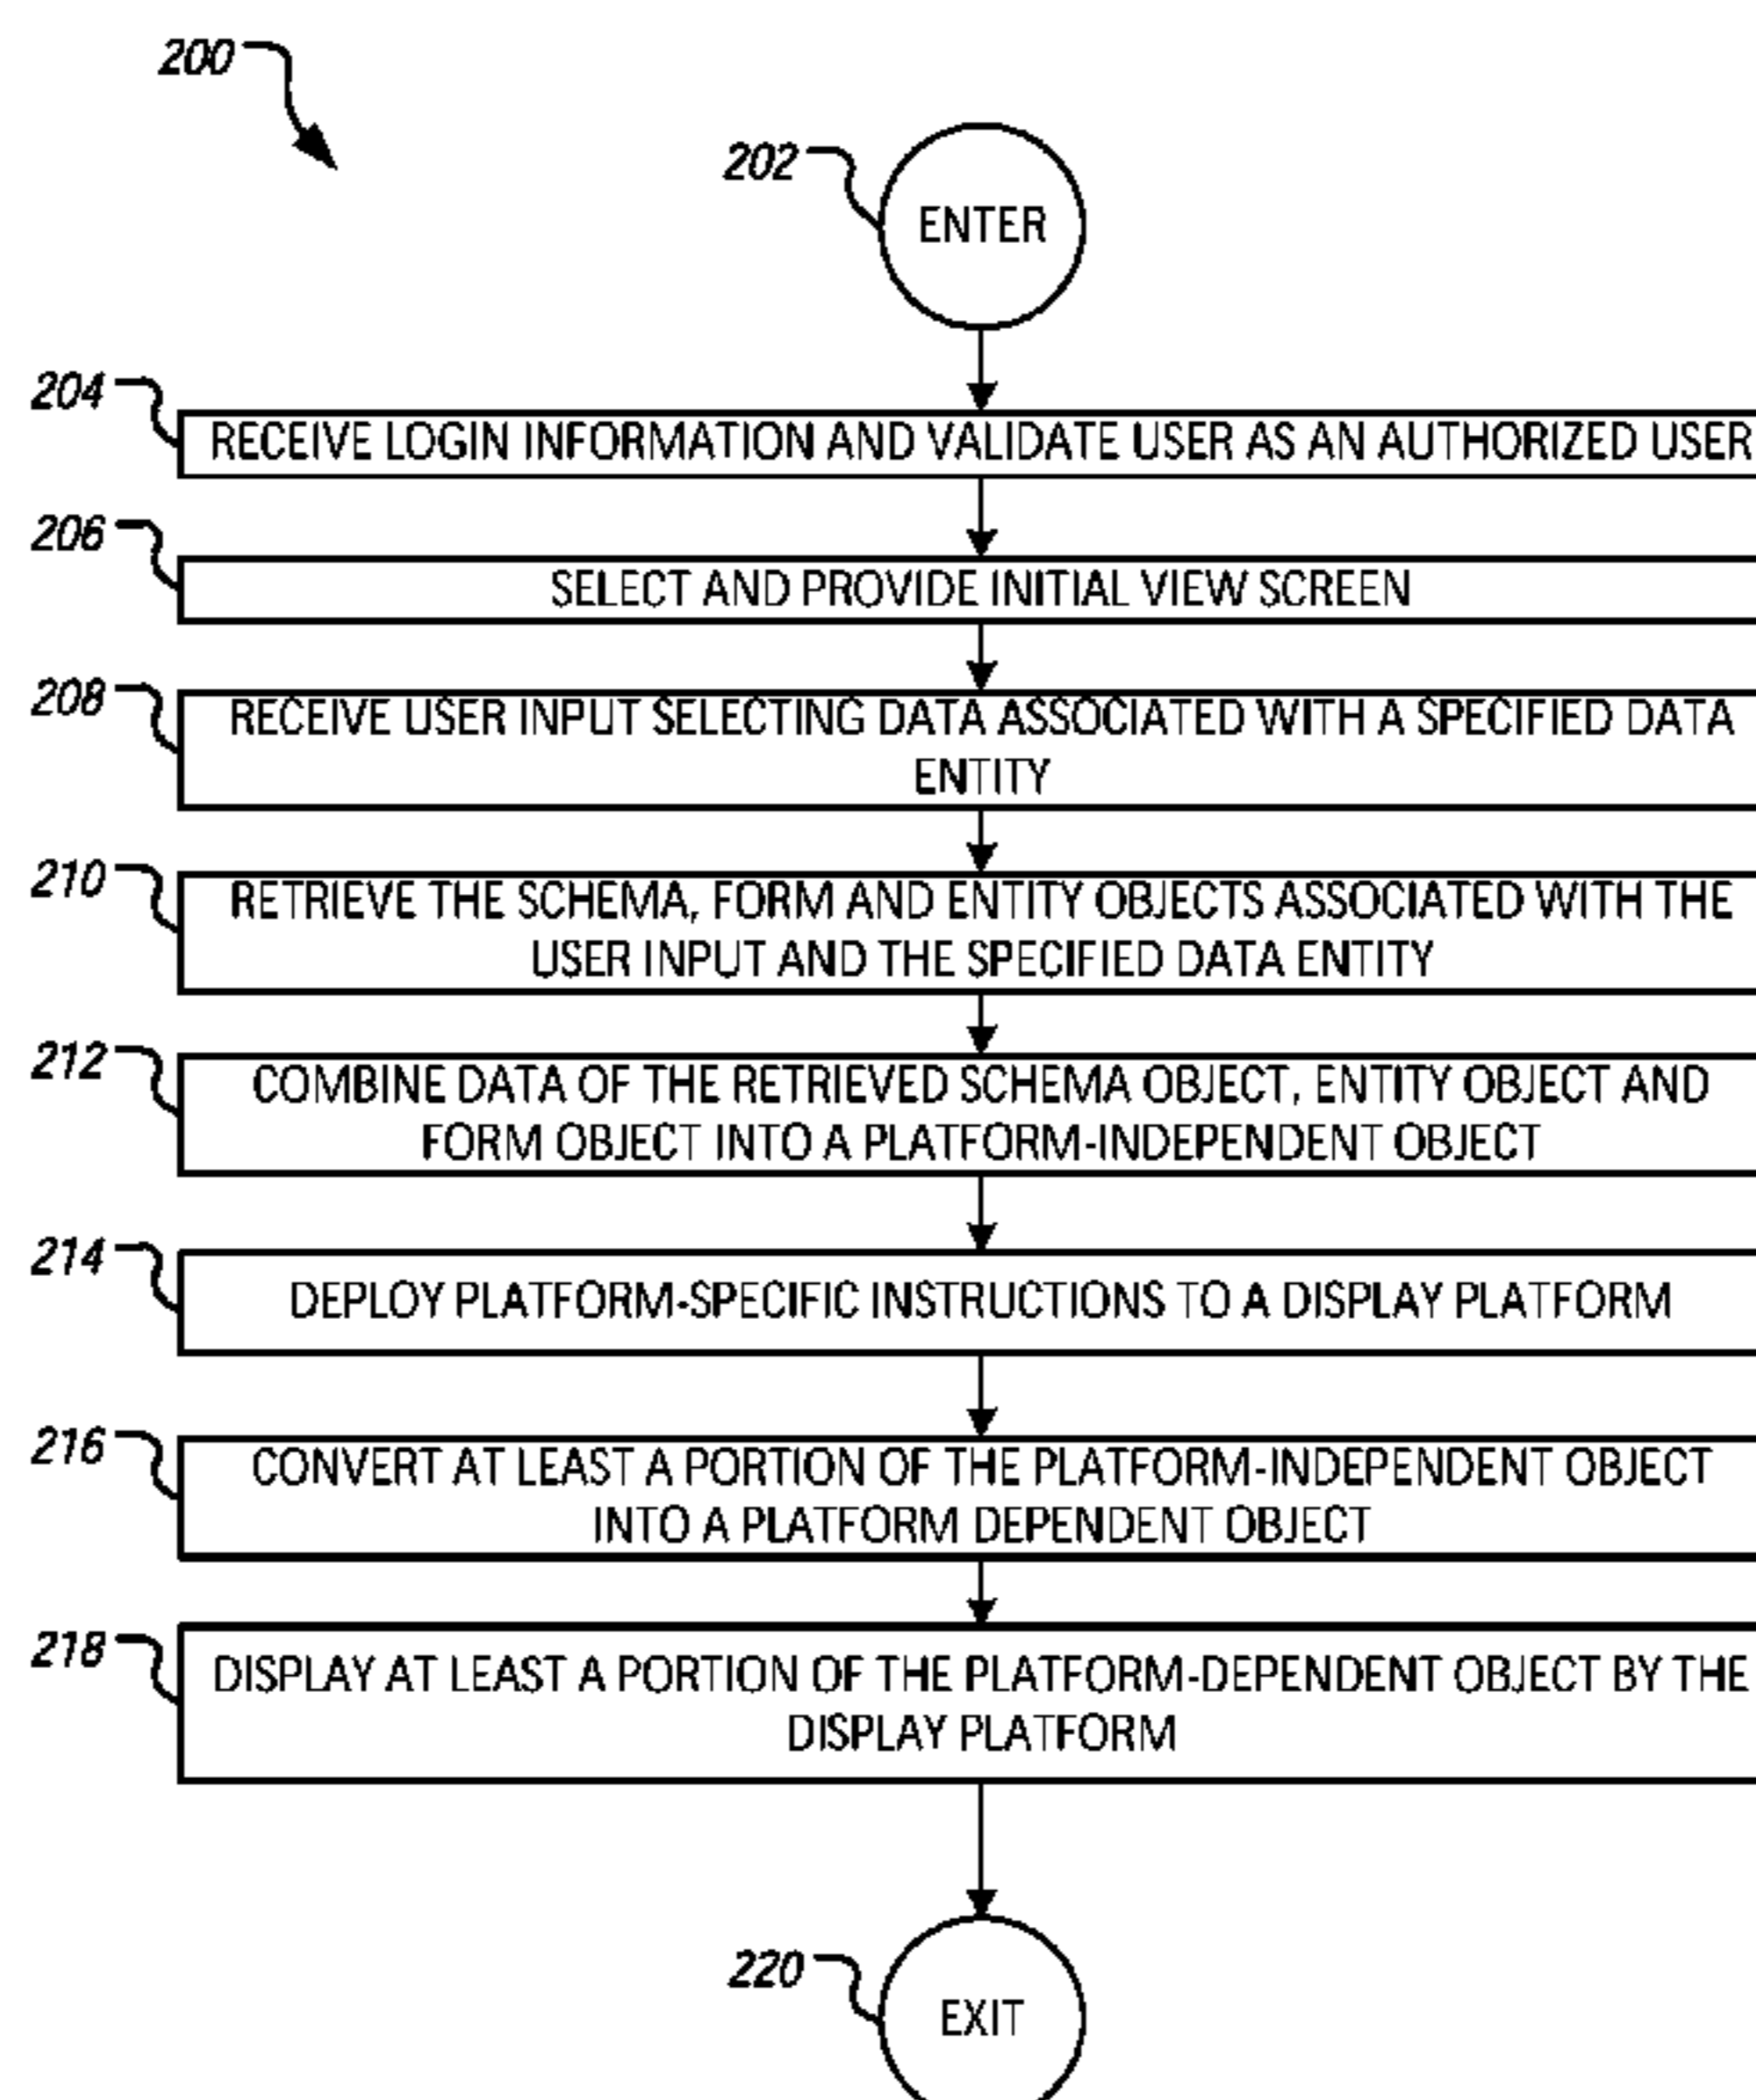 200
202
ENTER
204
RECEIVE LOGIN INFORMATION AND VALIDATE USER AS AN AUTHORIZED USER
206
SELECT AND PROVIDE INITIAL VIEW SCREEN
208
RECEIVE USER INPUT SELECTING DATA ASSOCIATED WITH A SPECIFIED DATA
ENTITY
210
RETRIEVE THE SCHEMA, FORM AND ENTITY OBJECTS ASSOCIATED WITH THE
USER INPUT AND THE SPECIFIED DATA ENTITY
212
COMBINE DATA OF THE RETRIEVED SCHEMA OBJECT, ENTITY OBJECT AND
FORM OBJECT INTO A PLATFORM-INDEPENDENT OBJECT
214
DEPLOY PLATFORM-SPECIFIC INSTRUCTIONS TO A DISPLAY PLATFORM
216
CONVERT AT LEAST A PORTION OF THE PLATFORM-INDEPENDENT OBJECT
INTO A PLATFORM DEPENDENT OBJECT
218
DISPLAY AT LEAST A PORTION OF THE PLATFORM-DEPENDENT OBJECT BY THE
DISPLAY PLATFORM
220
EXIT